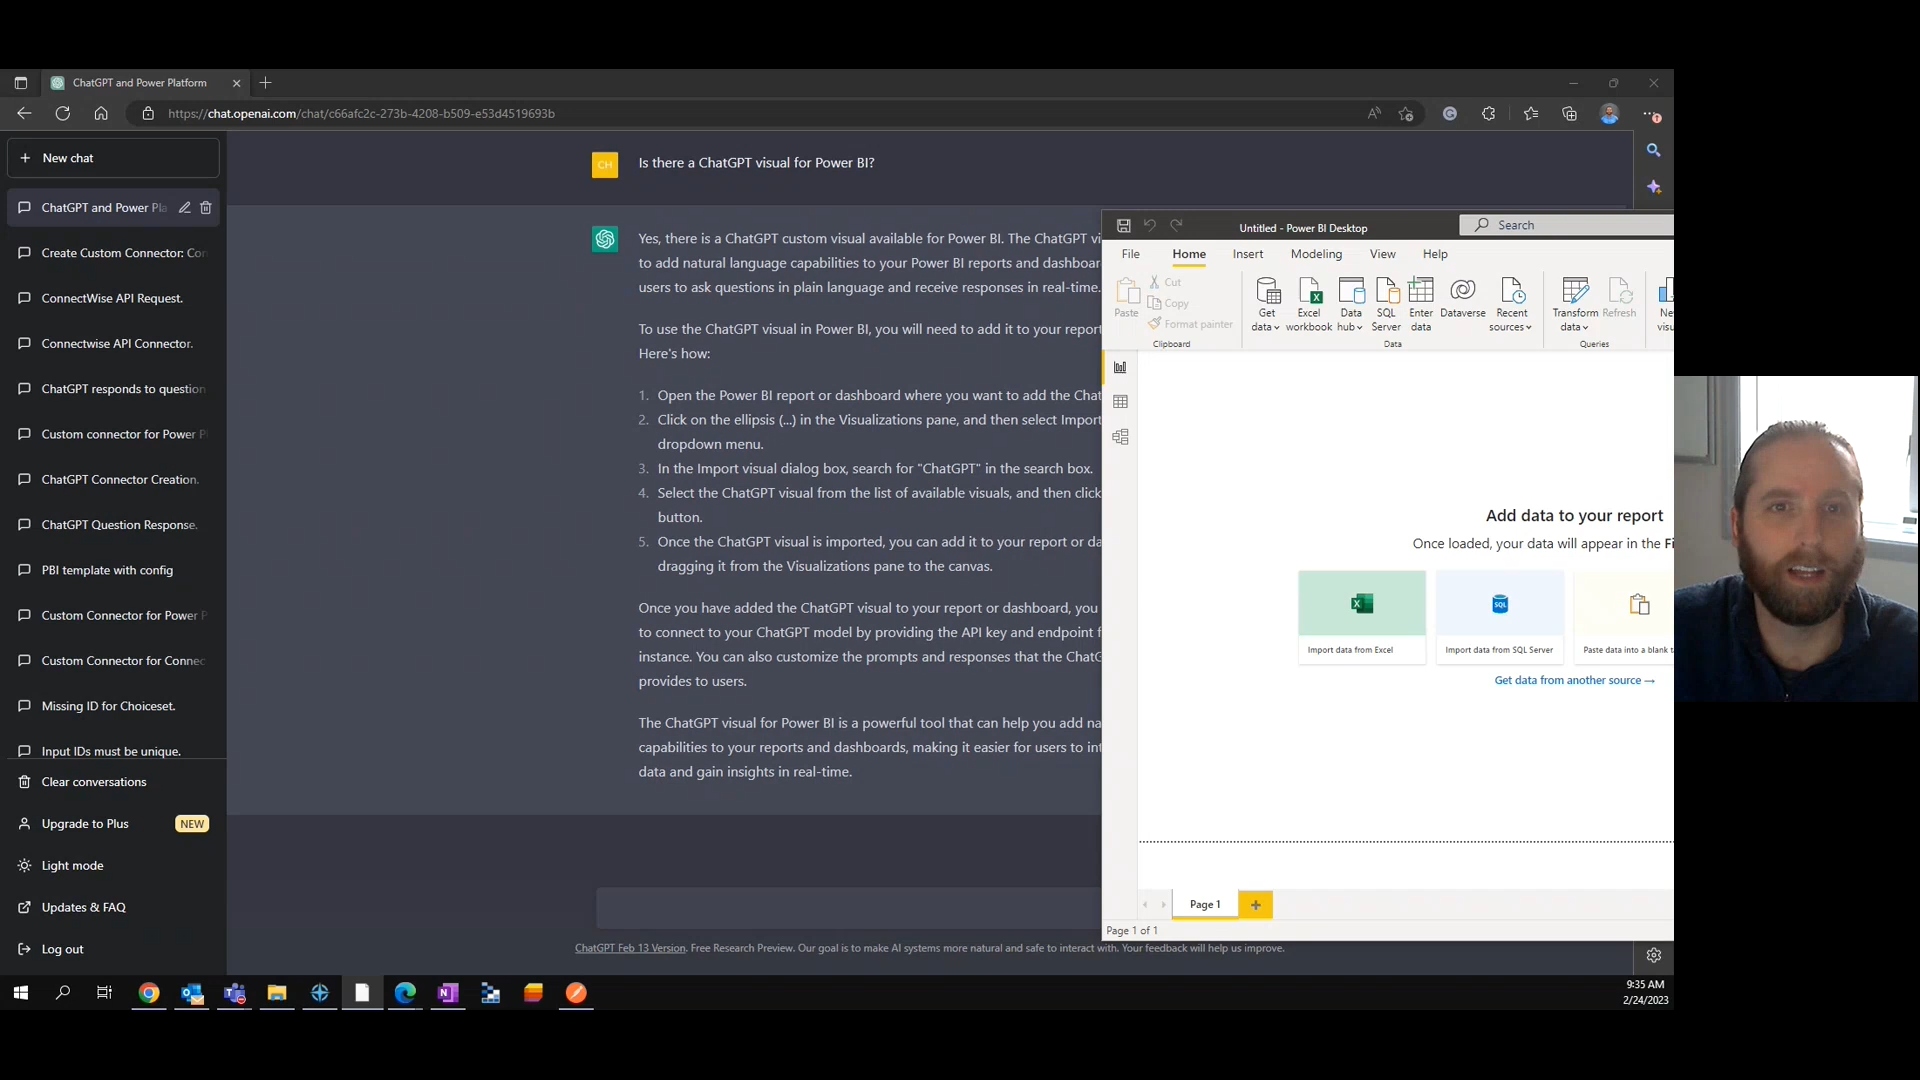 ChatGPT and Power Platform
https://chat.openai.com/chat/c66afc2c-273b-4208-b509-e53d4519693b
New chat
ChatGPT and Power Pla
Create Custom Connector: Con
ConnectWise API Request.
Connectwise API Connector.
ChatGPT responds to question
Custom connector for Power P
ChatGPT Connector Creation.
ChatGPT Question Response.
PBI template with config
Custom Connector for Power P
Custom Connector for Connec
Missing ID for Choiceset.
Input IDs must be unique.
Clear conversations
Upgrade to Plus NEW
Light mode
Updates & FAQ
Log out
CH
Is there a ChatGPT visual for Power BI?
Yes, there is a ChatGPT custom visual available for Power BI. The ChatGPT vi
to add natural language capabilities to your Power BI reports and dashboar
users to ask questions in plain language and receive responses in real-time.
To use the ChatGPT visual in Power BI, you will need to add it to your report
Here's how:
1. Open the Power BI report or dashboard where you want to add the Chat
2. Click on the ellipsis (...) in the Visualizations pane, and then select Import
dropdown menu.
3. In the Import visual dialog box, search for "ChatGPT" in the search box.
4. Select the ChatGPT visual from the list of available visuals, and then click
button.
5. Once the ChatGPT visual is imported, you can add it to your report or da
dragging it from the Visualizations pane to the canvas.
Once you have added the ChatGPT visual to your report or dashboard, you
to connect to your ChatGPT model by providing the API key and endpoint f
instance. You can also customize the prompts and responses that the ChatG
provides to users.
The ChatGPT visual for Power BI is a powerful tool that can help you add na
capabilities to your reports and dashboards, making it easier for users to int
data and gain insights in real-time.
ChatGPT Feb 13 Version. Free Research Preview. Our goal is to make AI systems more natural and safe to interact with. Your feedback will help us improve.
Untitled - Power BI Desktop
Search
File Home Insert Modeling View Help
Paste
Cut
Copy
Format painter
Clipboard
Get data
Excel workbook
Data hub
SQL Server
Enter data
Dataverse
Recent sources
Data
Transform data
Refresh
Queries
Ne
visu
Add data to your report
Once loaded, your data will appear in the Fi
SQL
Import data from Excel
Import data from SQL Server
Paste data into a blank t
Get data from another source →
Page 1
Page 1 of 1
9:35 AM
2/24/2023